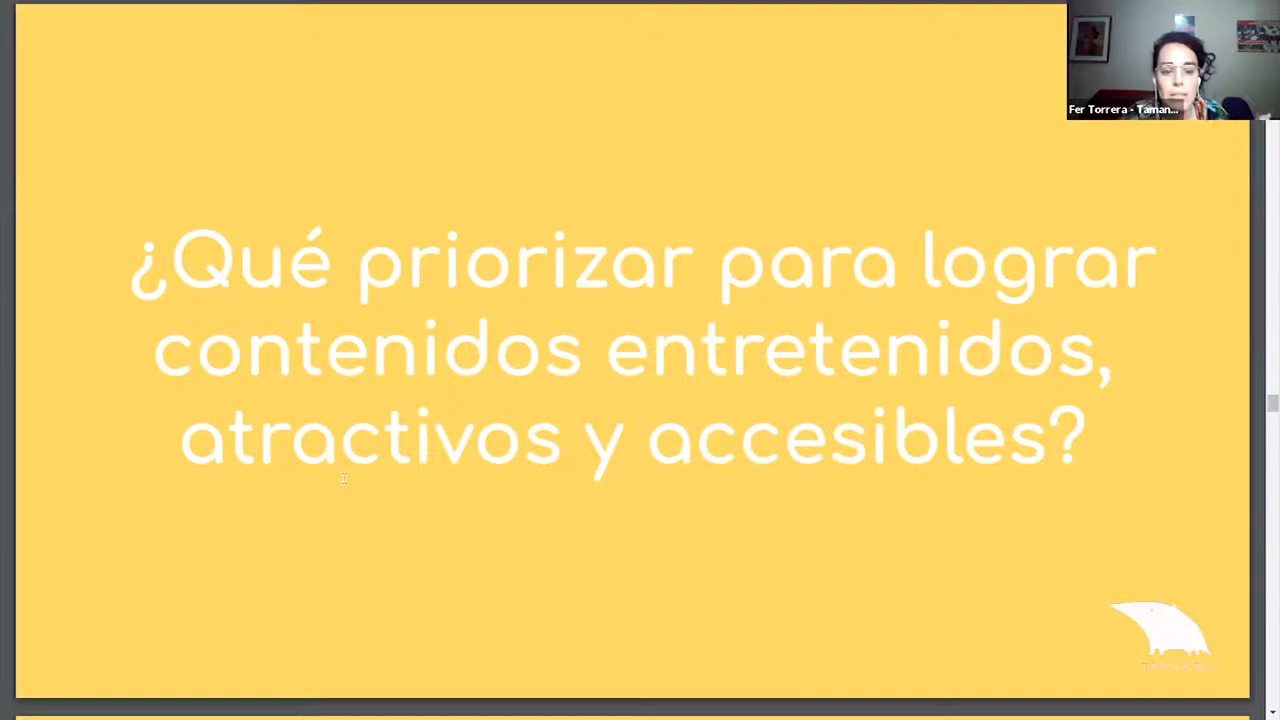 Fer Torrera - Taman...
¿Qué priorizar para lograr
contenidos entretenidos,
atractivos y accesibles?